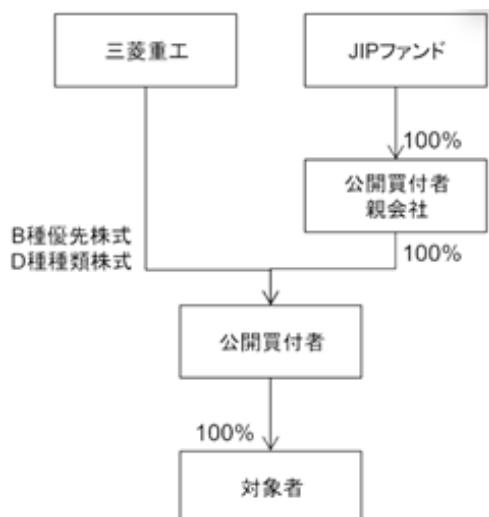 三菱重工
JIPファンド
100%
公開買付者
親会社
B種優先株式
D種種類株式
100%
公開買付者
100%
対象者